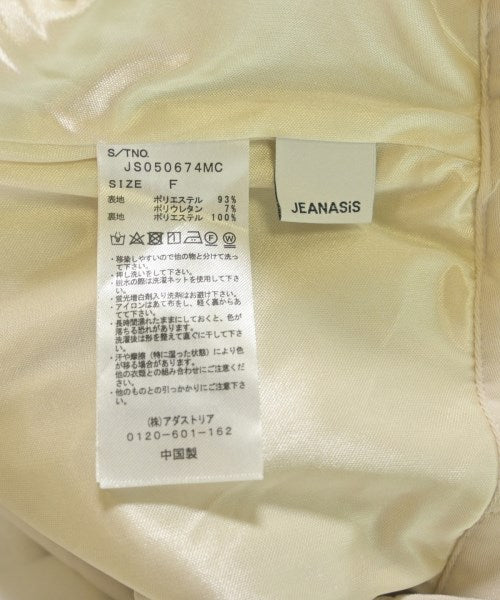 S/TNO.
JS050674MC
SIZE F
表地 ポリエステル 93%
ポリウレタン 7%
裏地 ポリエステル 100%
・移染しやすいので他の物と分けて洗っ
て下さい。
・押し洗いをして下さい。
・脱水の際は洗濯ネットを使用して下さ
い。
・蛍光増白剤入り洗剤はお避け下さい。
・アイロンはあて布をし、軽く裏からあ
てて下さい。
・長時間濡れたままにしておくと、色が
落ちる恐れがあります。
洗濯後は形を整えて直ぐに干して下さ
い。
・汗や摩擦（特に湿った状態）により色
が移る場合があります。
他の衣類との組み合わせにご注意くだ
さい。
・他のものとの引っかかりにご注意下さ
い。
(株)アダストリア
0120-601-162
中国製
JEANASiS